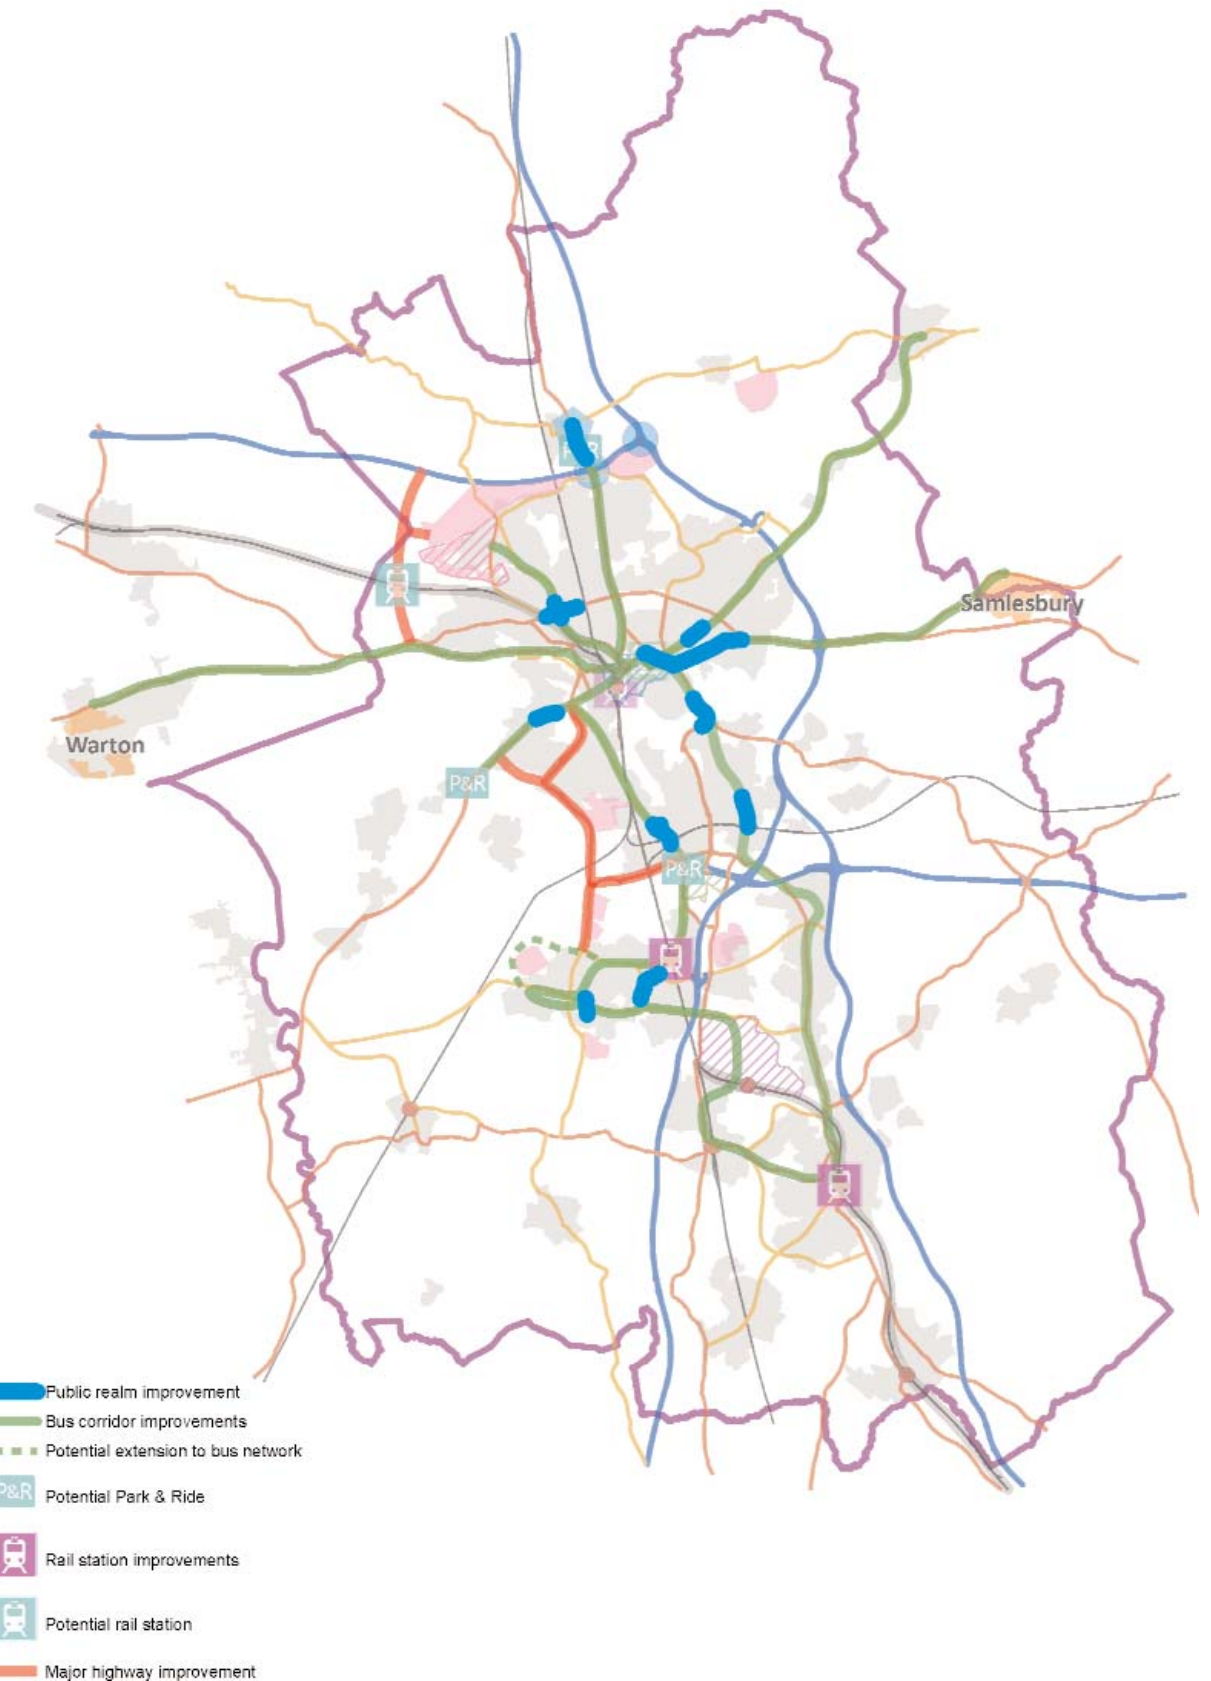 P&R
Samlesbury
Warton
P&R
P&R
Public realm improvement
Bus corridor improvements
Potential extension to bus network
P&R Potential Park & Ride
Rail station improvements
Potential rail station
Major highway improvement